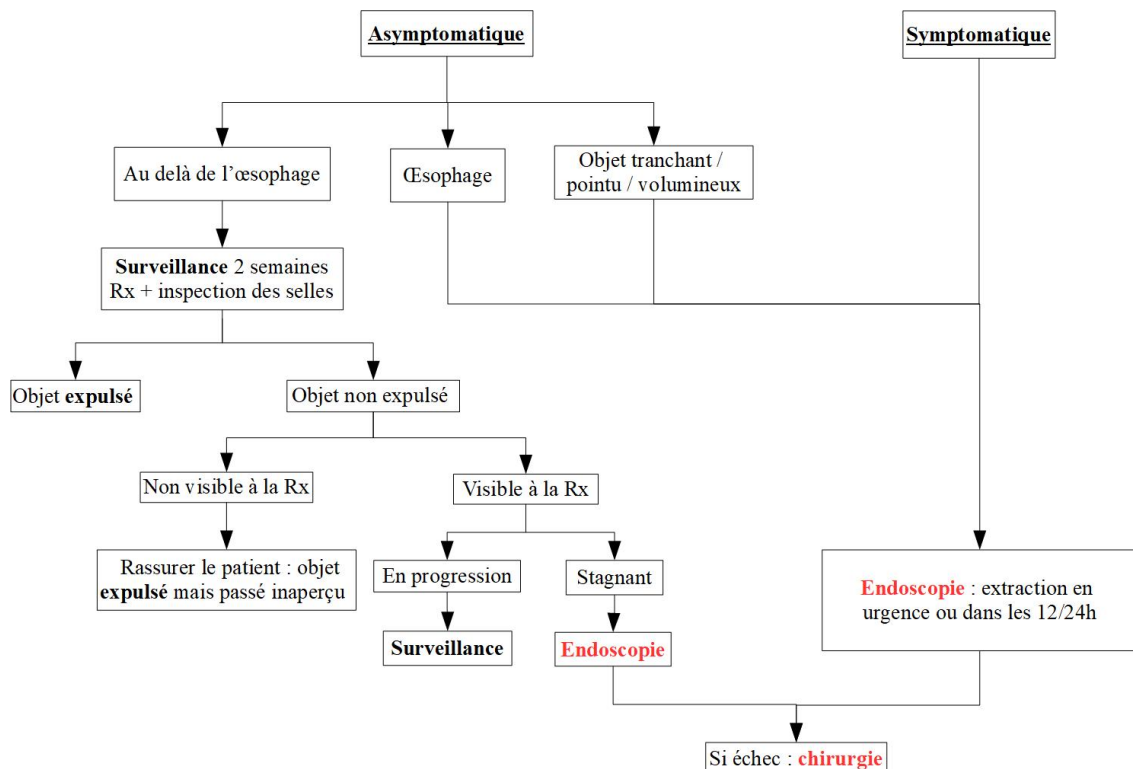 Asymptomatique
Symptomatique
Au delà de l’œsophage
Œsophage
Objet tranchant /
pointu / volumineux
Surveillance 2 semaines
Rx + inspection des selles
Objet expulsé
Objet non expulsé
Non visible à la Rx
Visible à la Rx
Rassurer le patient : objet
expulsé mais passé inaperçu
En progression
Stagnant
Endoscopie : extraction en
urgence ou dans les 12/24h
Surveillance
Endoscopie
Si échec : chirurgie